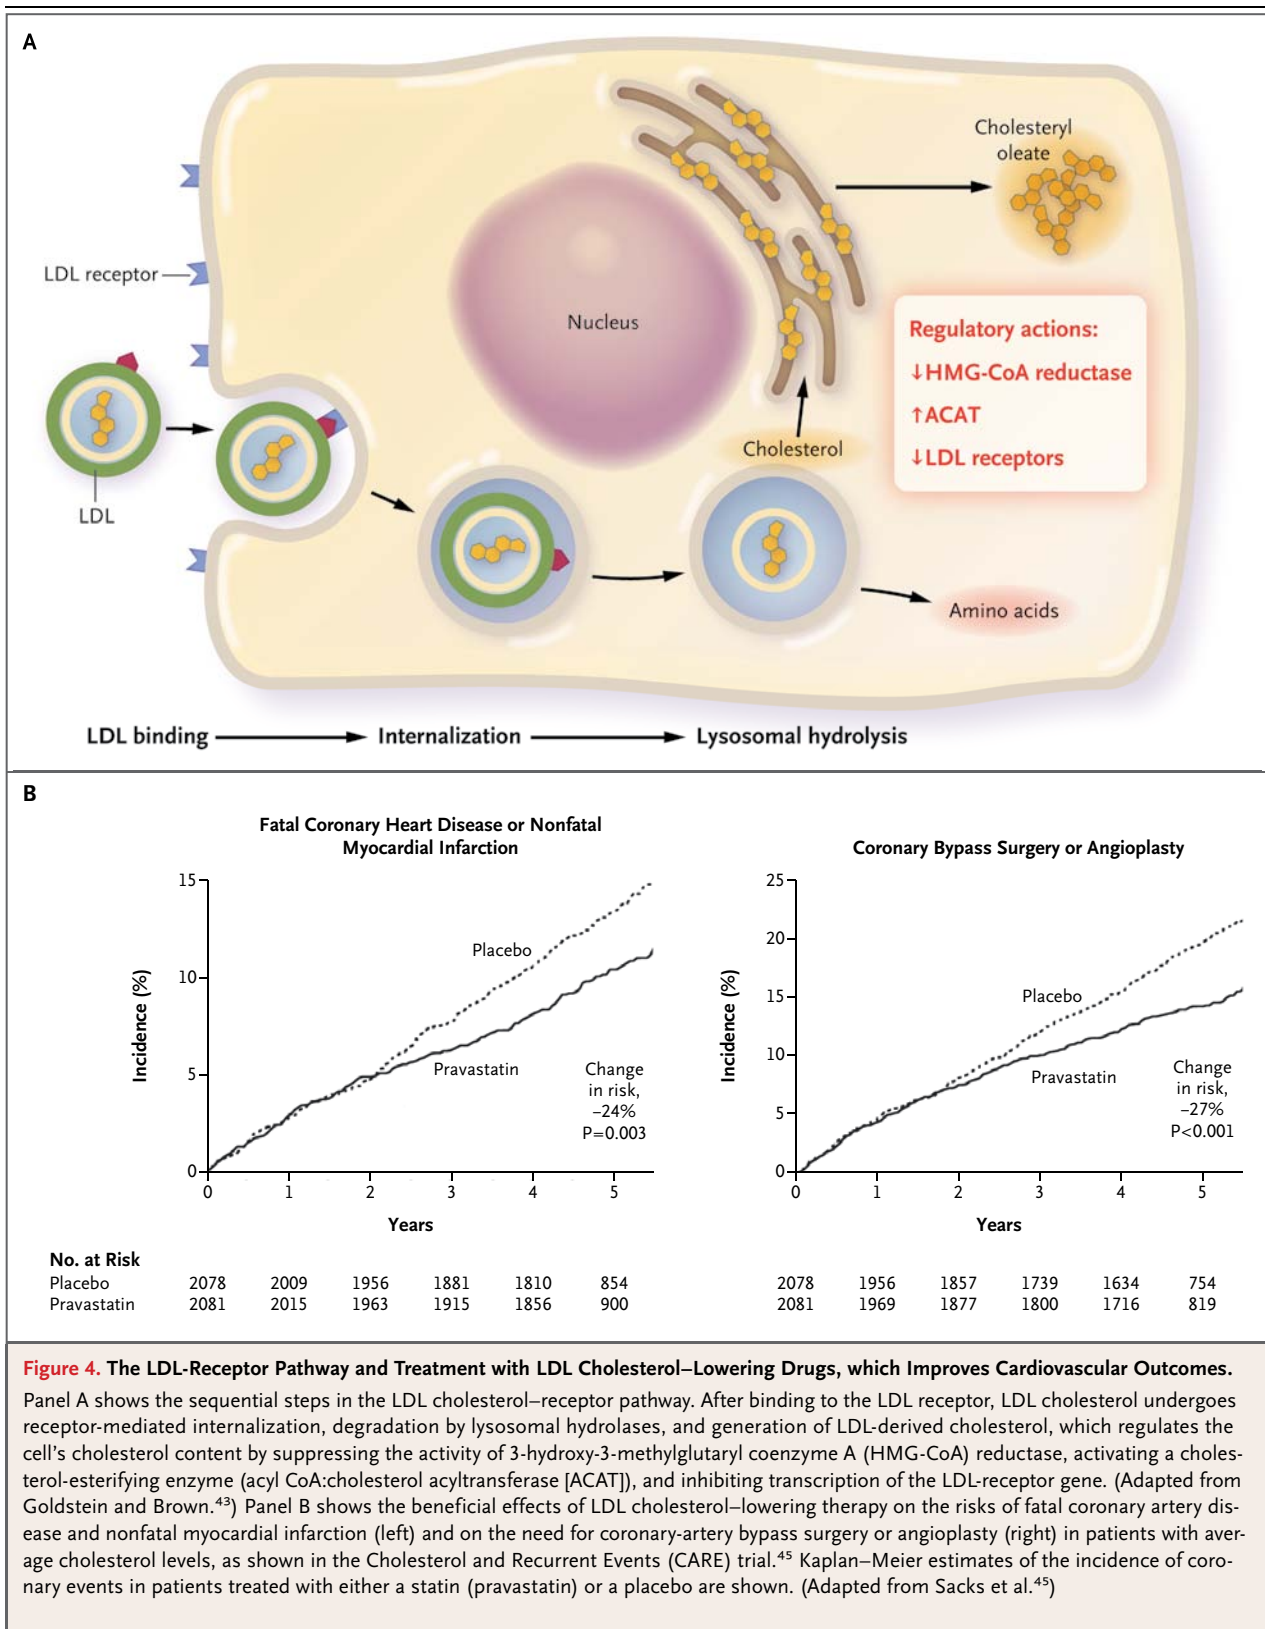 A
Cholesteryl
oleate
LDL receptor
Nucleus
Regulatory actions:
↓HMG-CoA reductase
↑ACAT
↓LDL receptors
Cholesterol
LDL
Amino acids
LDL binding
Internalization
Lysosomal hydrolysis
B
Fatal Coronary Heart Disease or Nonfatal
Myocardial Infarction
15
10
5
0
Incidence (%)
Placebo
Pravastatin
Change
in risk,
–24%
P=0.003
0 1 2 3 4 5
Years
Coronary Bypass Surgery or Angioplasty
25
20
15
10
5
0
Incidence (%)
Placebo
Pravastatin
Change
in risk,
–27%
P<0.001
0 1 2 3 4 5
Years
No. at Risk
Placebo 2078 2009 1956 1881 1810 854 2078 1956 1857 1739 1634 754
Pravastatin 2081 2015 1963 1915 1856 900 2081 1969 1877 1800 1716 819
Figure 4. The LDL-Receptor Pathway and Treatment with LDL Cholesterol–Lowering Drugs, which Improves Cardiovascular Outcomes.
Panel A shows the sequential steps in the LDL cholesterol–receptor pathway. After binding to the LDL receptor, LDL cholesterol undergoes
receptor-mediated internalization, degradation by lysosomal hydrolases, and generation of LDL-derived cholesterol, which regulates the
cell's cholesterol content by suppressing the activity of 3-hydroxy-3-methylglutaryl coenzyme A (HMG-CoA) reductase, activating a choles-
terol-esterifying enzyme (acyl CoA:cholesterol acyltransferase [ACAT]), and inhibiting transcription of the LDL-receptor gene. (Adapted from
Goldstein and Brown.⁴³) Panel B shows the beneficial effects of LDL cholesterol–lowering therapy on the risks of fatal coronary artery dis-
ease and nonfatal myocardial infarction (left) and on the need for coronary-artery bypass surgery or angioplasty (right) in patients with aver-
age cholesterol levels, as shown in the Cholesterol and Recurrent Events (CARE) trial.⁴⁵ Kaplan–Meier estimates of the incidence of coro-
nary events in patients treated with either a statin (pravastatin) or a placebo are shown. (Adapted from Sacks et al.⁴⁵)